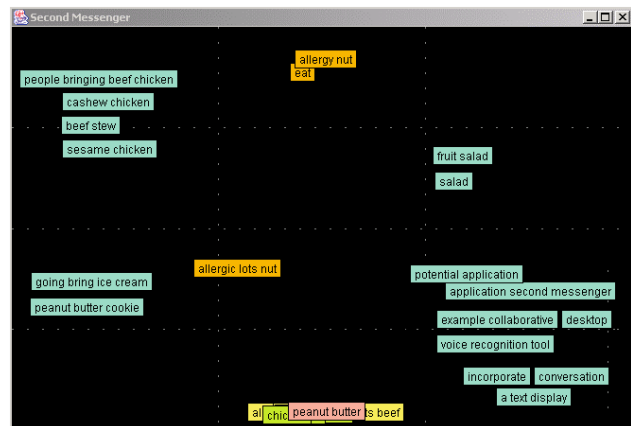 Second Messenger
allergy nut
eat
people bringing beef chicken
cashew chicken
beef stew
sesame chicken
fruit salad
salad
allergic lots nut
potential application
going bring ice cream
application second messenger
peanut butter cookie
example collaborative desktop
voice recognition tool
incorporate conversation
a text display
peanut butter beef